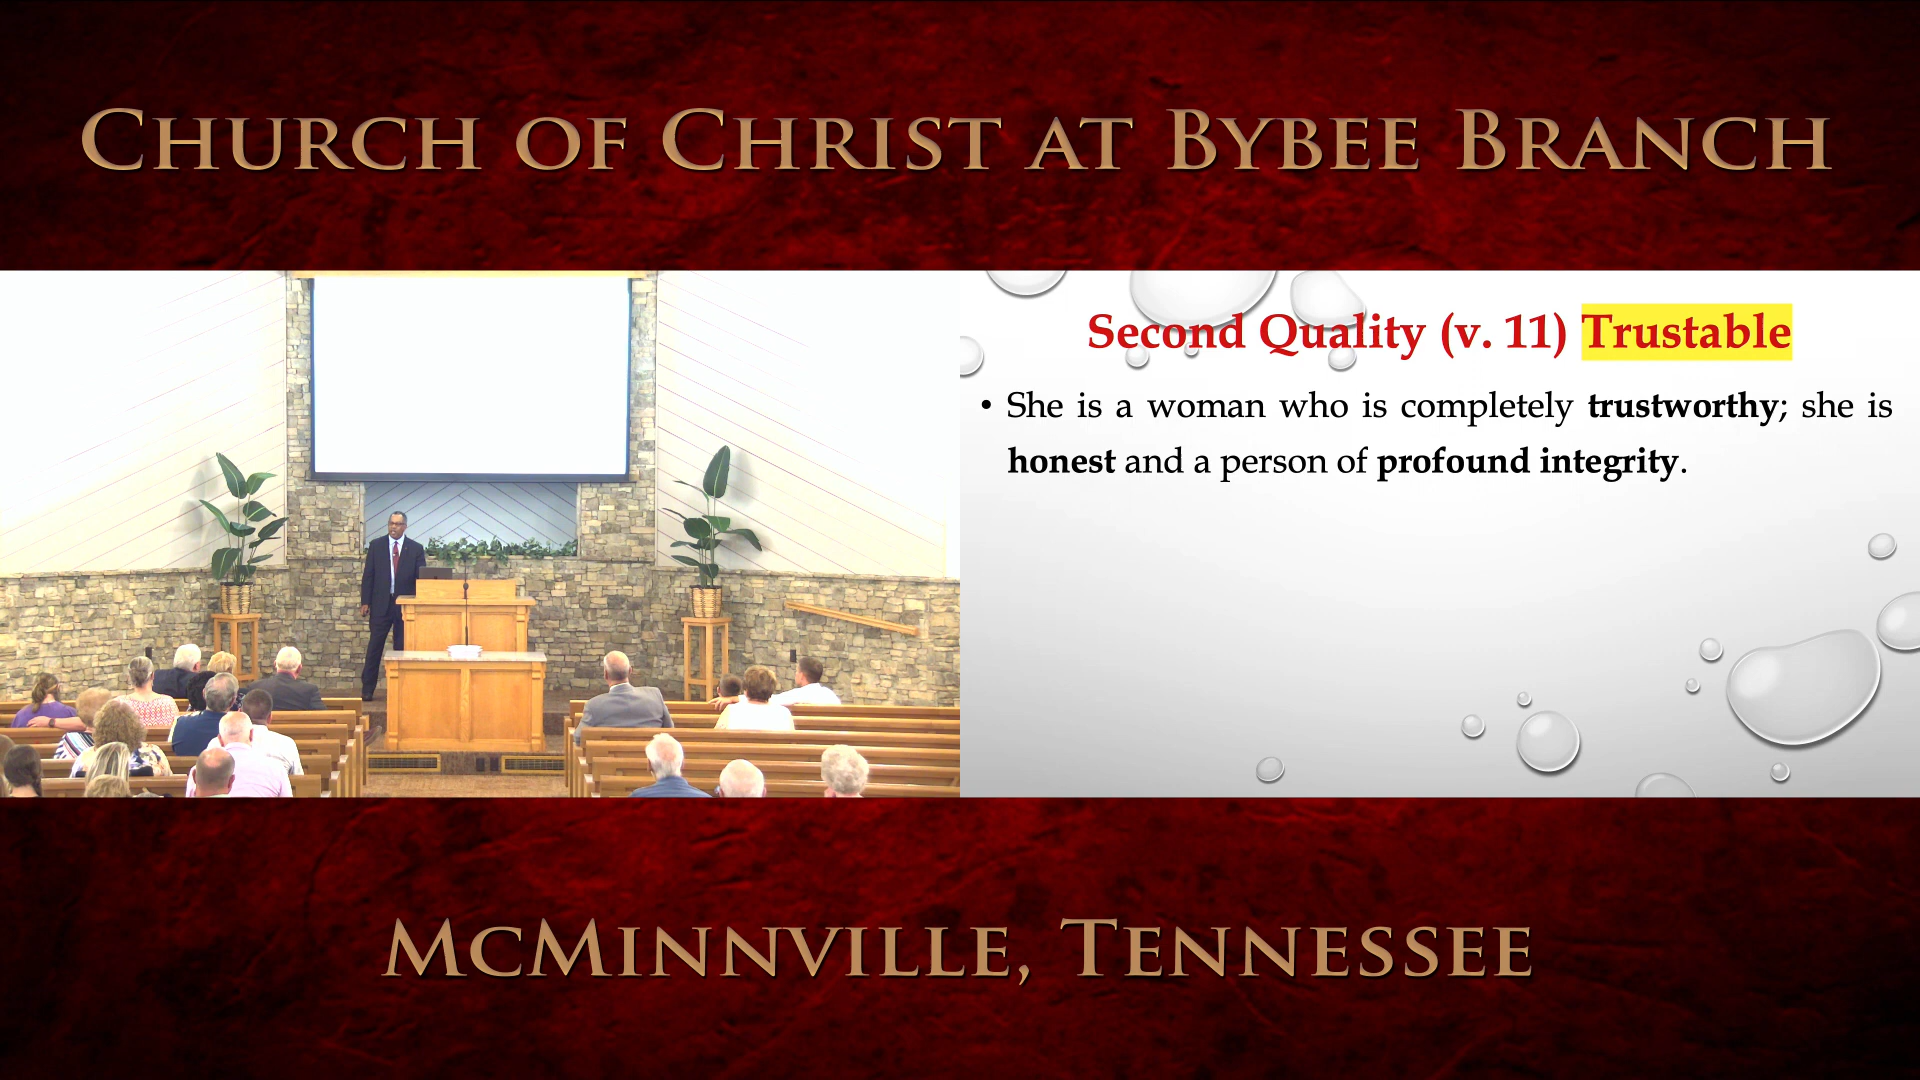 Church of Christ at Bybee Branch
Second Quality (v. 11) Trustable
• She is a woman who is completely trustworthy; she is
honest and a person of profound integrity.
McMinnville, Tennessee